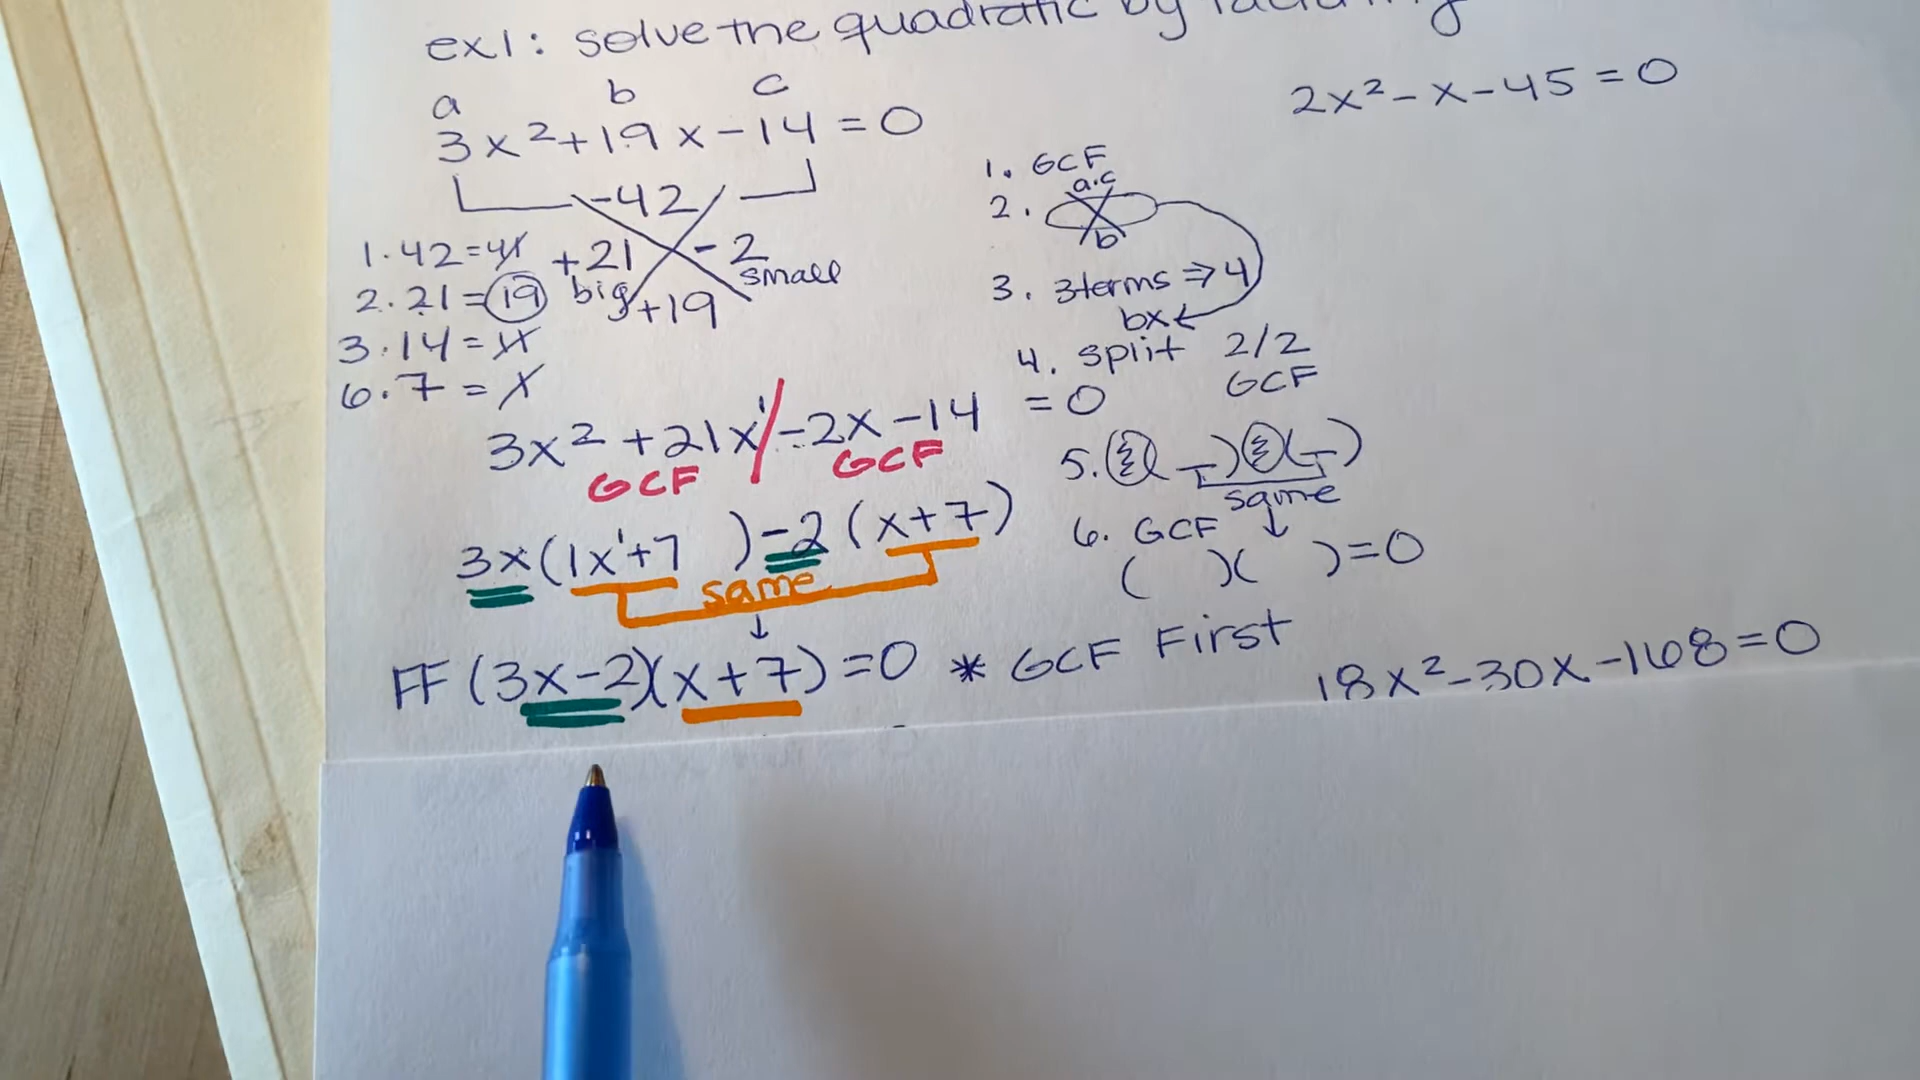 ex1: solve the quadratic by factoring
a b c
3x²+19x-14=0
-42
1.42=41 +21 -2
2.21=19 big small
+19
3.14=11
6.7=1
3x²+21x-2x-14=0
GCF GCF
3x(1x+7 )-2(x+7)
same
FF(3x-2)(x+7)=0 * GCF First
2x²-x-45=0
1. GCF
2. a.c
b
3. 3terms⇒4
bx
4. split 2/2
GCF
5. ( )( )
same
6. GCF
( )( )=0
18x²-30x-168=0